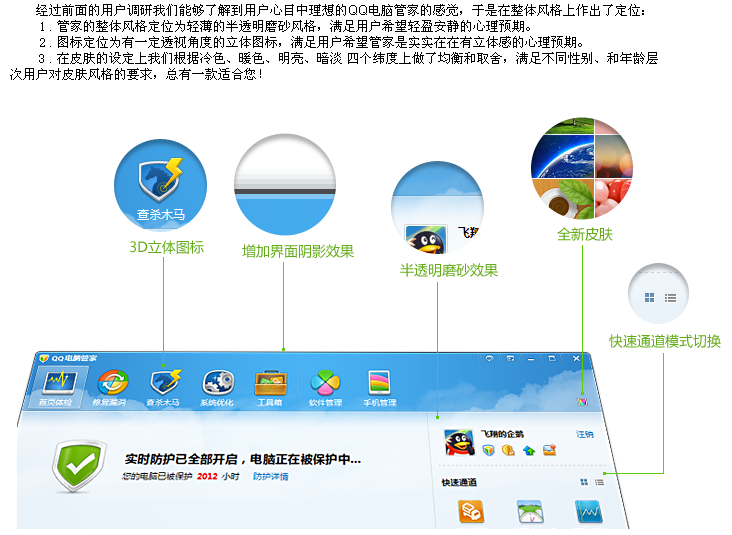 经过前面的用户调研我们能够了解到用户心目中理想的QQ电脑管家的感觉，于是在整体风格上作出了定位：
1．管家的整体风格定位为轻薄的半透明磨砂风格，满足用户希望轻盈安静的心理预期。
2．图标定位为有一定透视角度的立体图标，满足用户希望管家是实实在在有立体感的心理预期。
3．在皮肤的设定上我们根据冷色、暖色、明亮、暗淡 四个纬度上做了均衡和取舍，满足不同性别、和年龄层
次用户对皮肤风格的要求，总有一款适合您！
查杀木马
3D立体图标
增加界面阴影效果
飞翔
半透明磨砂效果
全新皮肤
快速通道模式切换
QQ电脑管家
首页体检 修复漏洞 查杀木马 系统优化 工具箱 软件管理 手机管理
飞翔的企鹅 注销
实时防护已全部开启，电脑正在被保护中...
您的电脑已被保护 2012 小时 防护详情
快速通道